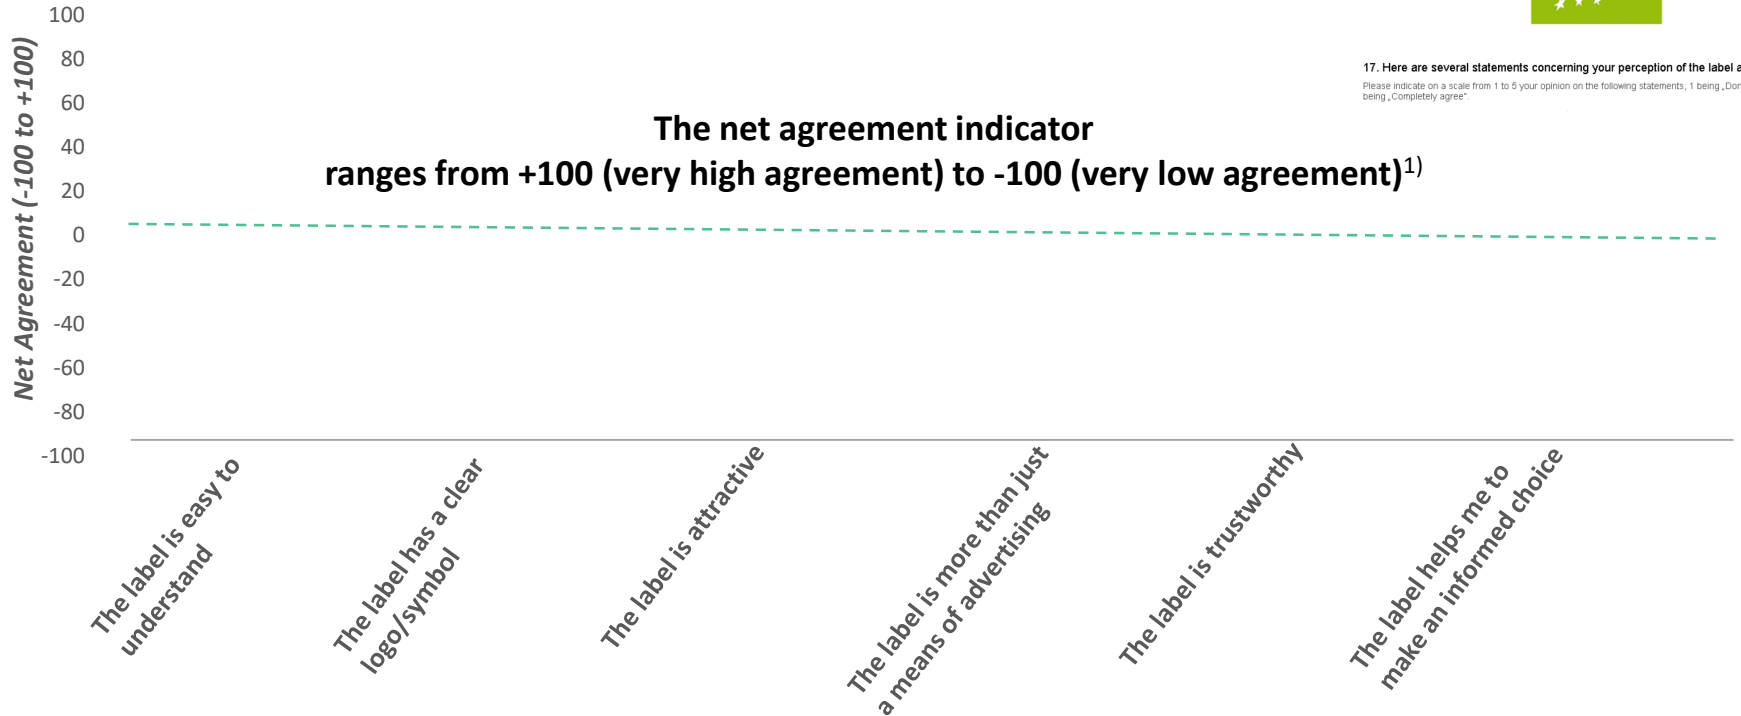 100
80
60
40
20
0
-20
-40
-60
-80
-100
Net Agreement (-100 to +100)
17. Here are several statements concerning your perception of the label a
Please indicate on a scale from 1 to 5 your opinion on the following statements, 1 being „Don
being „Completely agree".
The net agreement indicator
ranges from +100 (very high agreement) to -100 (very low agreement)1)
The label is easy to
understand
The label has a clear
logo/symbol
The label is attractive
The label is more than just
a means of advertising
The label is trustworthy
The label helps me to
make an informed choice